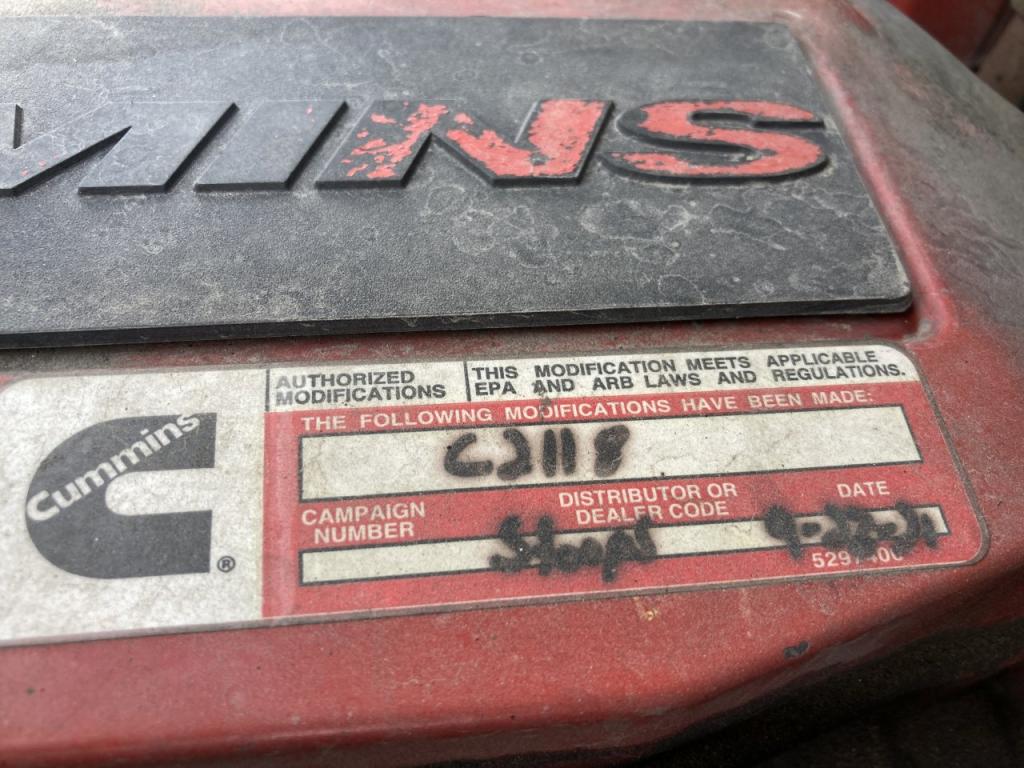 MINS
AUTHORIZED MODIFICATIONS
THIS MODIFICATION MEETS APPLICABLE
EPA AND ARB LAWS AND REGULATIONS.
THE FOLLOWING MODIFICATIONS HAVE BEEN MADE:
C2118
Cummins
®
CAMPAIGN NUMBER
DISTRIBUTOR OR DEALER CODE
DATE